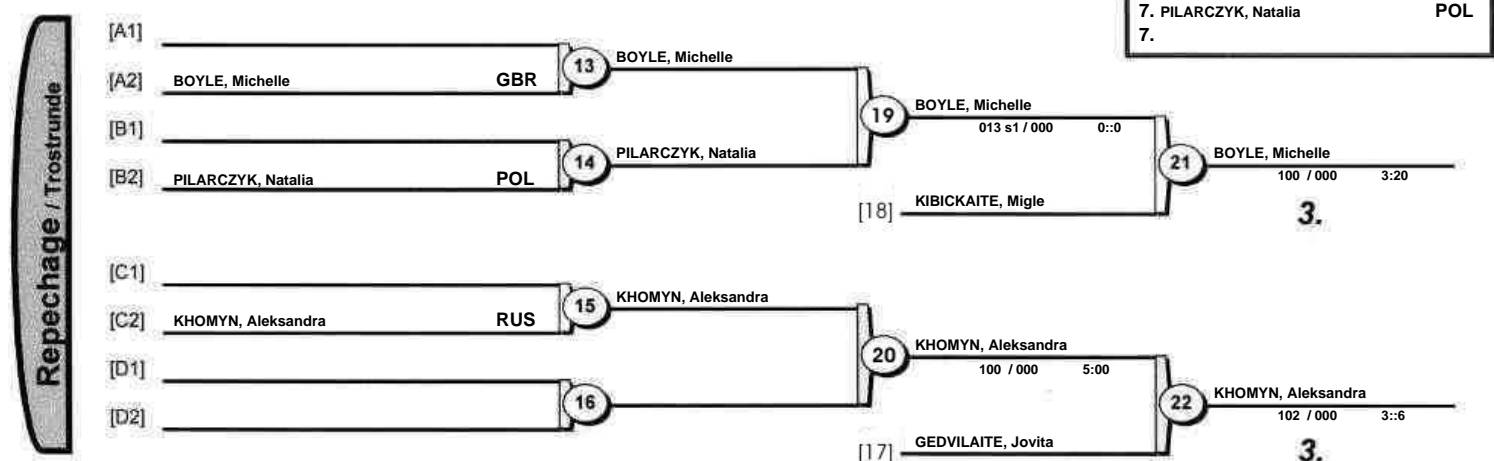 7. PILARCZYK, Natalia POL
7.
Repechage / Trostrunde
[A1]
[A2] BOYLE, Michelle GBR
13 BOYLE, Michelle
[B1]
[B2] PILARCZYK, Natalia POL
14 PILARCZYK, Natalia
19 BOYLE, Michelle
013 s1 / 000 0::0
[18] KIBICKAITE, Migle
21 BOYLE, Michelle
100 / 000 3:20
3.
[C1]
[C2] KHOMYN, Aleksandra RUS
15 KHOMYN, Aleksandra
[D1]
[D2]
16
20 KHOMYN, Aleksandra
100 / 000 5:00
[17] GEDVILAITE, Jovita
22 KHOMYN, Aleksandra
102 / 000 3::6
3.